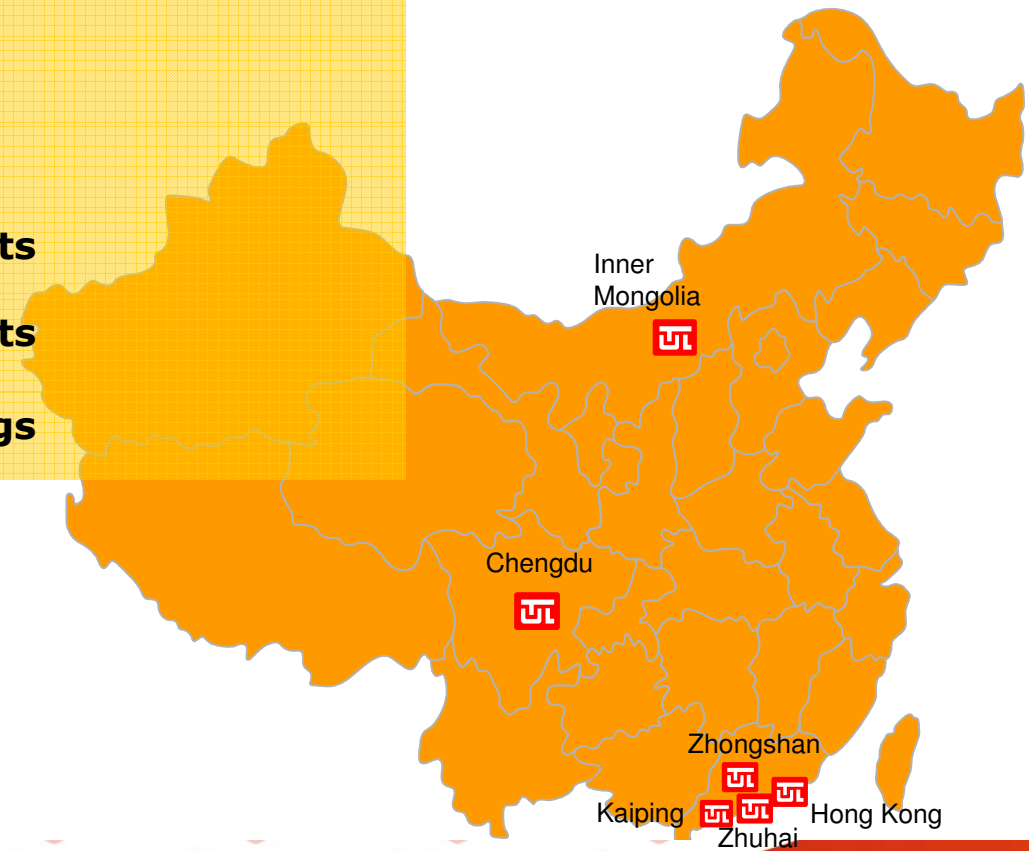 ts
ts
gs
Inner
Mongolia
Chengdu
Zhongshan
Kaiping
Hong Kong
Zhuhai